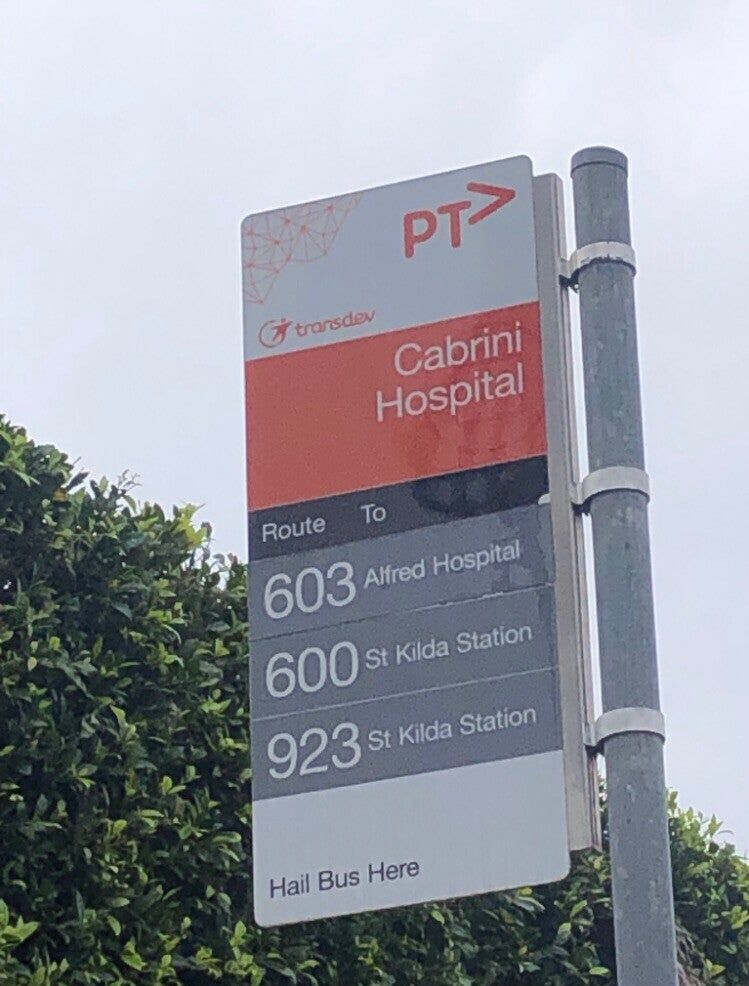 PT>
transdev
Cabrini
Hospital
Route To
603 Alfred Hospital
600 St Kilda Station
923 St Kilda Station
Hail Bus Here